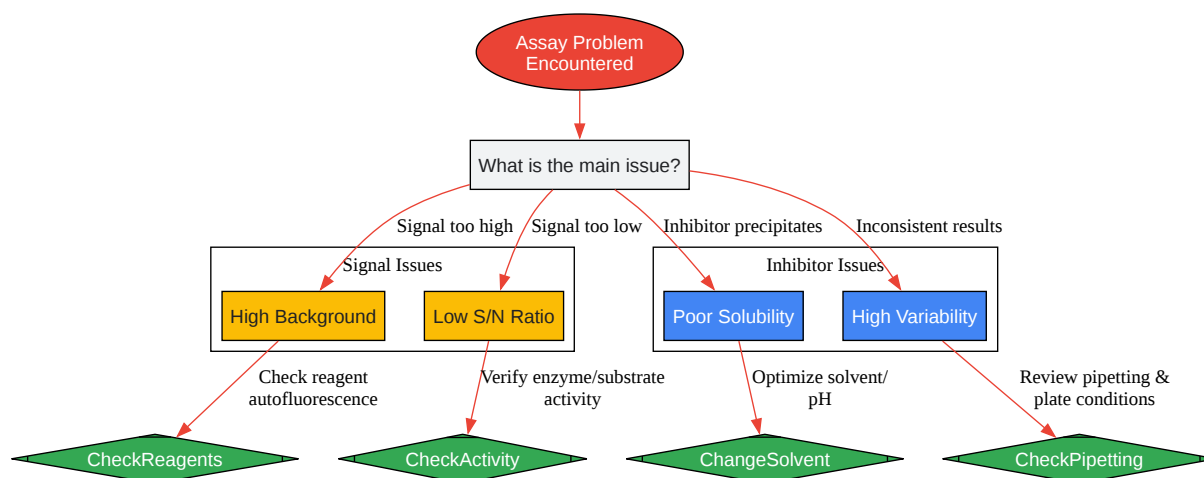 Assay Problem
Encountered
What is the main issue?
Signal too high
Signal too low
Inhibitor precipitates
Inconsistent results
Signal Issues
Inhibitor Issues
High Background
Low S/N Ratio
Poor Solubility
High Variability
Check reagent
autofluorescence
Verify enzyme/substrate
activity
Optimize solvent/
pH
Review pipetting &
plate conditions
CheckReagents
CheckActivity
ChangeSolvent
CheckPipetting